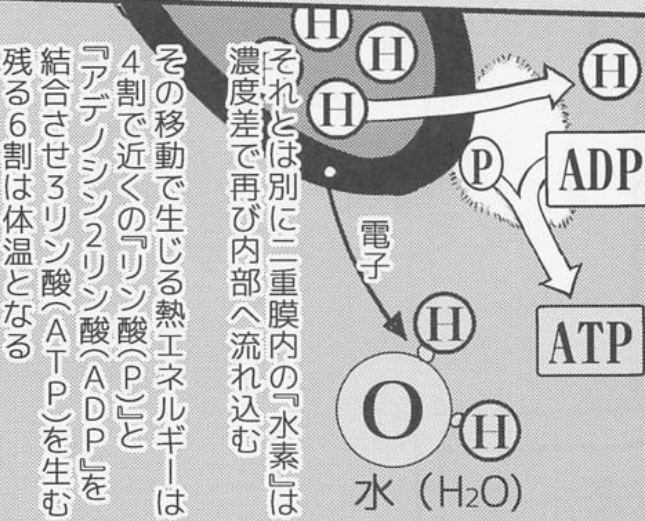 それとは別に二重膜内の『水素』は
濃度差で再び内部へ流れ込む
その移動で生じる熱エネルギーは
4割で近くの『リン酸(P)』と
『アデノシン2リン酸(ADP)』を
結合させ3リン酸(ATP)を生む
残る6割は体温となる
H
H
H
H
P
ADP
ATP
電子
H
O
H
水(H₂O)